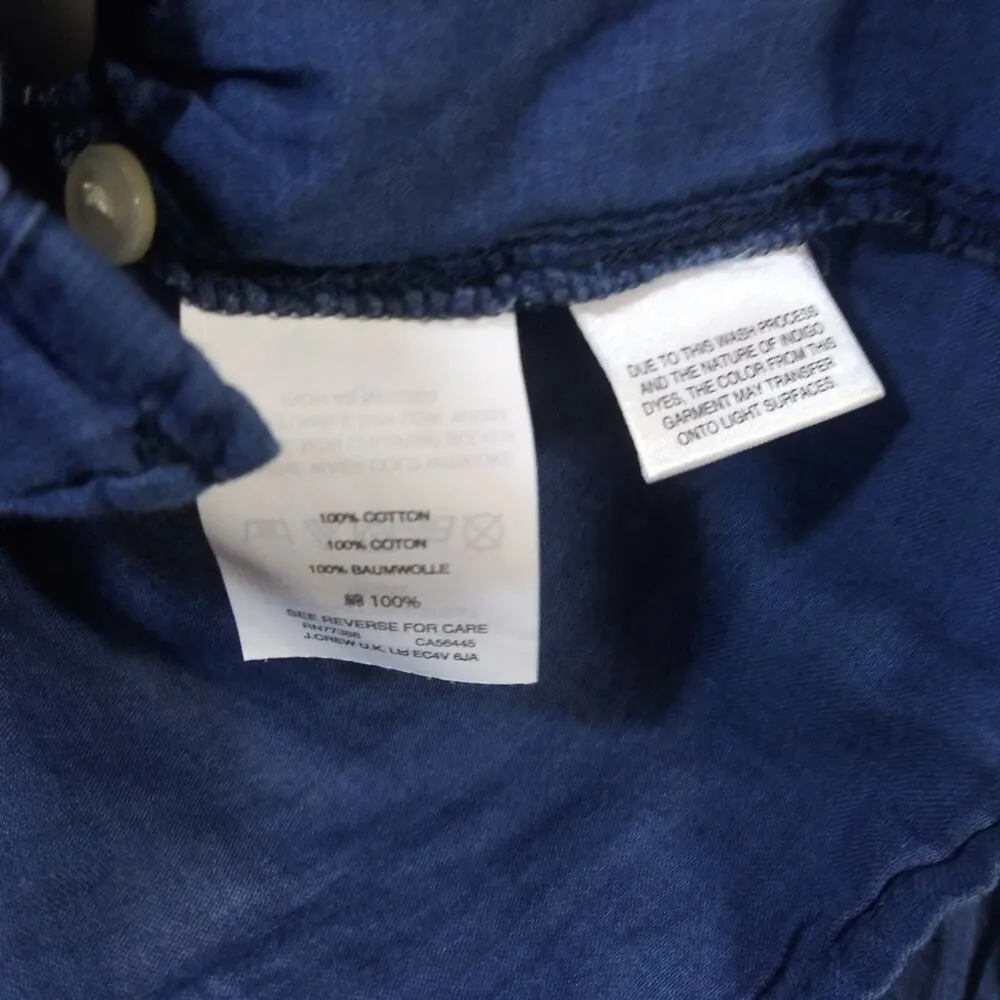 100% COTTON
100% COTON
100% BAUMWOLLE
綿 100%
SEE REVERSE FOR CARE
RN77388 CA56445
J.CREW U.K. Ltd EC4V 6JA
DUE TO THIS WASH PROCESS
AND THE NATURE OF INDIGO
DYES, THE COLOR FROM THIS
GARMENT MAY TRANSFER
ONTO LIGHT SURFACES.